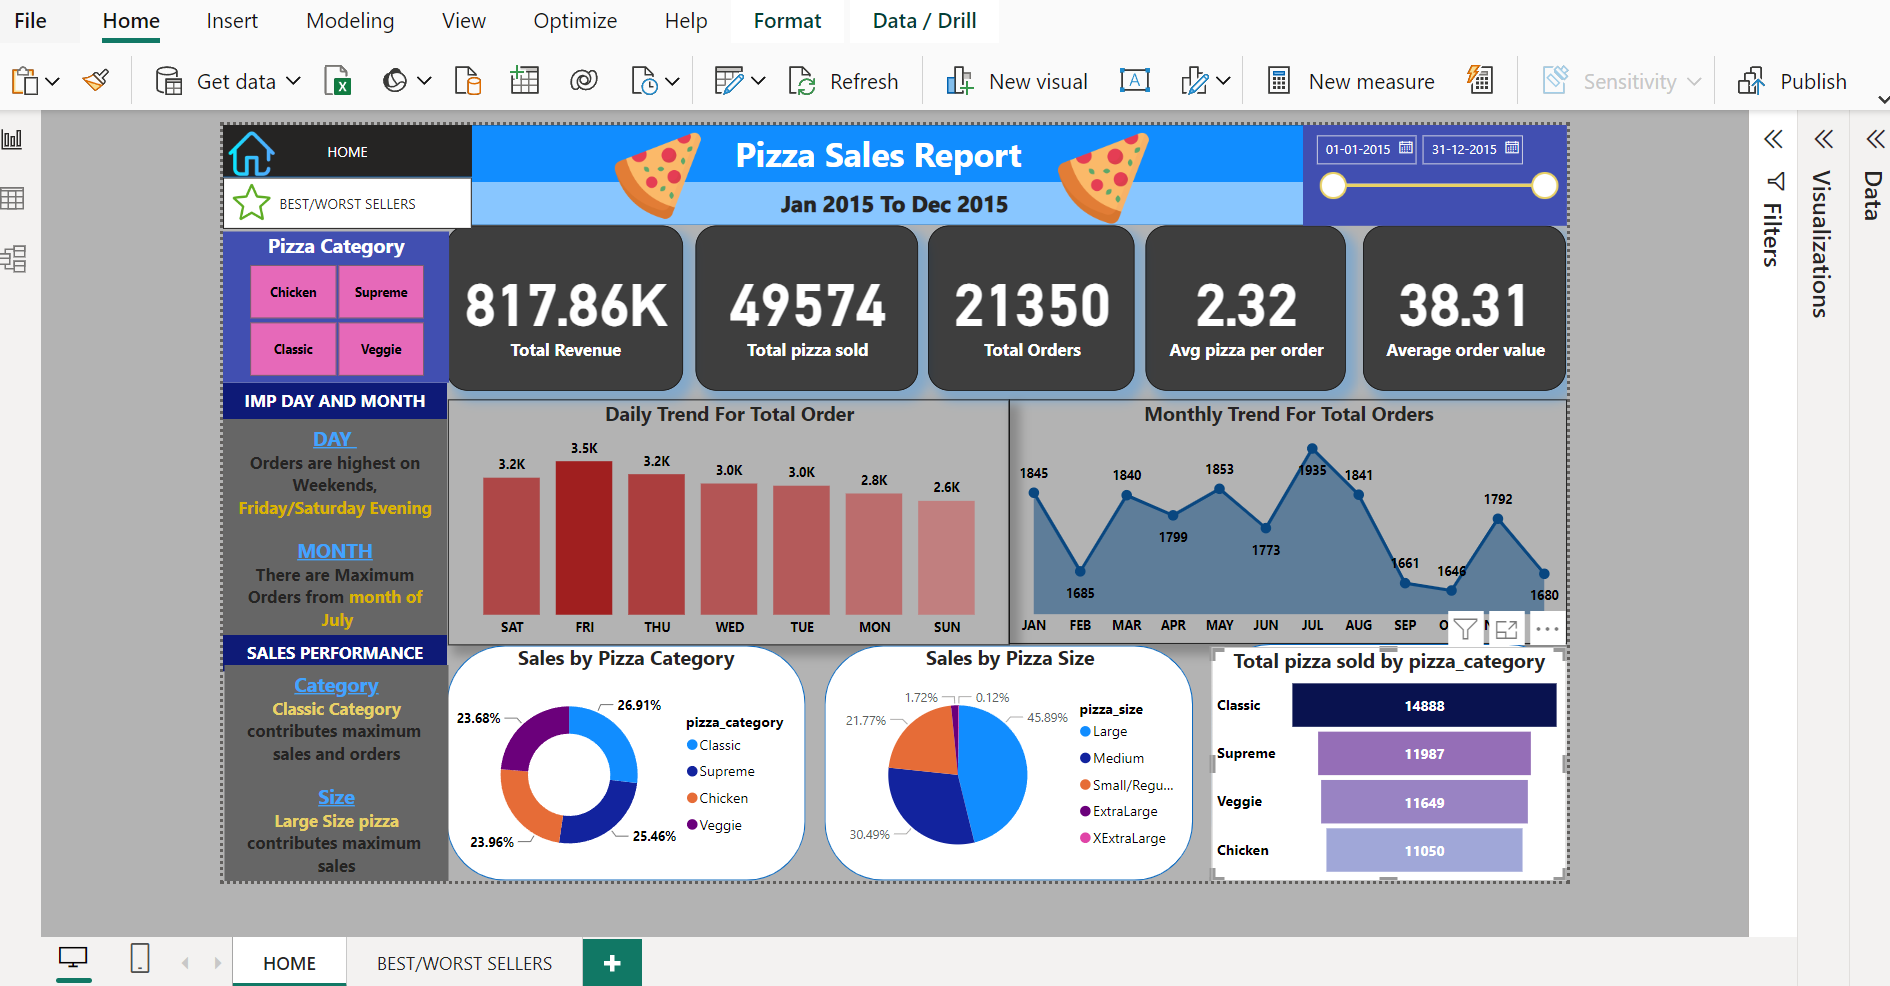 File Home Insert Modeling View Optimize Help Format Data / Drill
Get data Refresh New visual New measure Sensitivity Publish
HOME
BEST/WORST SELLERS
Pizza Sales Report
Jan 2015 To Dec 2015
01-01-2015 31-12-2015
Filters
Visualizations
Data
Pizza Category
Chicken Supreme
Classic Veggie
817.86K
Total Revenue
49574
Total pizza sold
21350
Total Orders
2.32
Avg pizza per order
38.31
Average order value
IMP DAY AND MONTH
DAY
Orders are highest on
Weekends,
Friday/Saturday Evening
MONTH
There are Maximum
Orders from month of
July
SALES PERFORMANCE
Category
Classic Category
contributes maximum
sales and orders
Size
Large Size pizza
contributes maximum
sales
Daily Trend For Total Order
3.2K 3.5K 3.2K 3.0K 3.0K 2.8K 2.6K
SAT FRI THU WED TUE MON SUN
Monthly Trend For Total Orders
1845 1685 1840 1799 1853 1773 1935 1841 1661 1646 1792 1680
JAN FEB MAR APR MAY JUN JUL AUG SEP
Sales by Pizza Category
26.91%
25.46%
23.96%
23.68%
pizza_category
Classic
Supreme
Chicken
Veggie
Sales by Pizza Size
1.72% 0.12%
21.77% 45.89%
30.49%
pizza_size
Large
Medium
Small/Regu...
ExtraLarge
XExtraLarge
Total pizza sold by pizza_category
Classic 14888
Supreme 11987
Veggie 11649
Chicken 11050
HOME BEST/WORST SELLERS